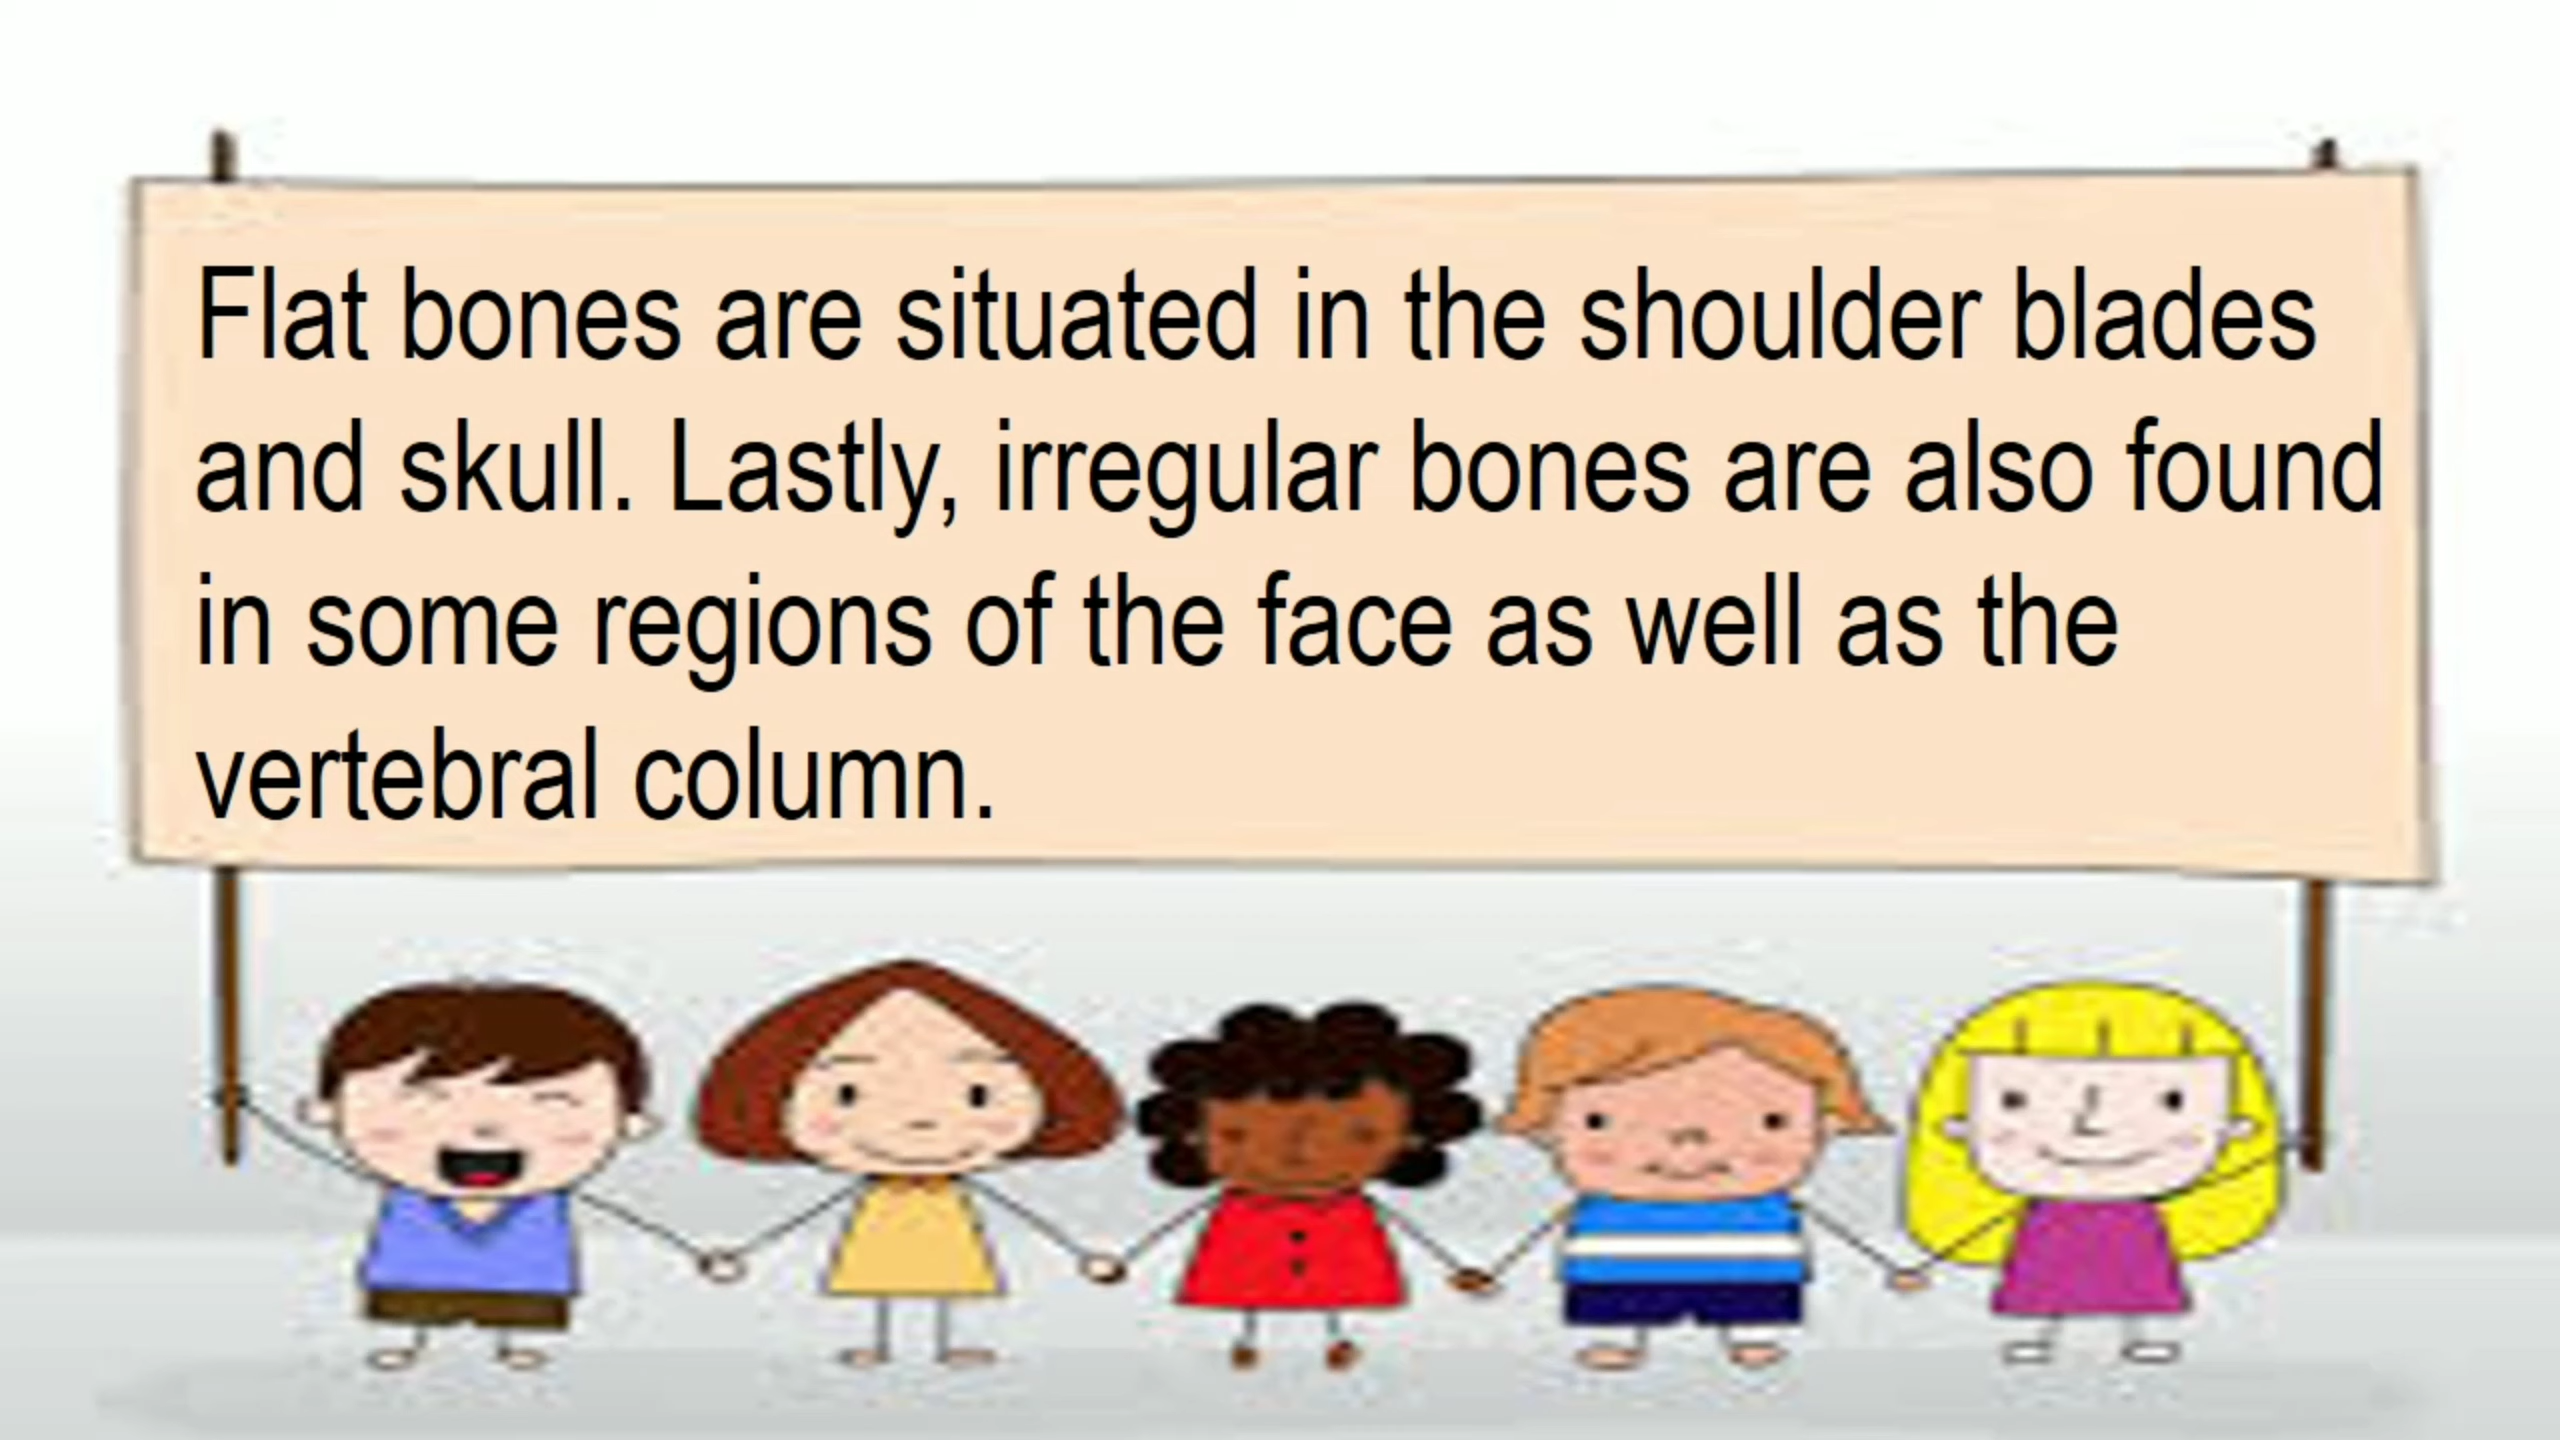 Flat bones are situated in the shoulder blades
and skull. Lastly, irregular bones are also found
in some regions of the face as well as the
vertebral column.